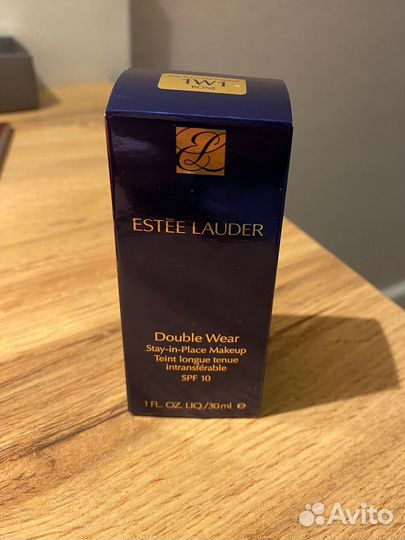 1W1
BONE
ESTĒE LAUDER
Double Wear
Stay-in-Place Makeup
Teint longue tenue
intransférable
SPF 10
1 FL. OZ. LIQ./30ml e
Avito